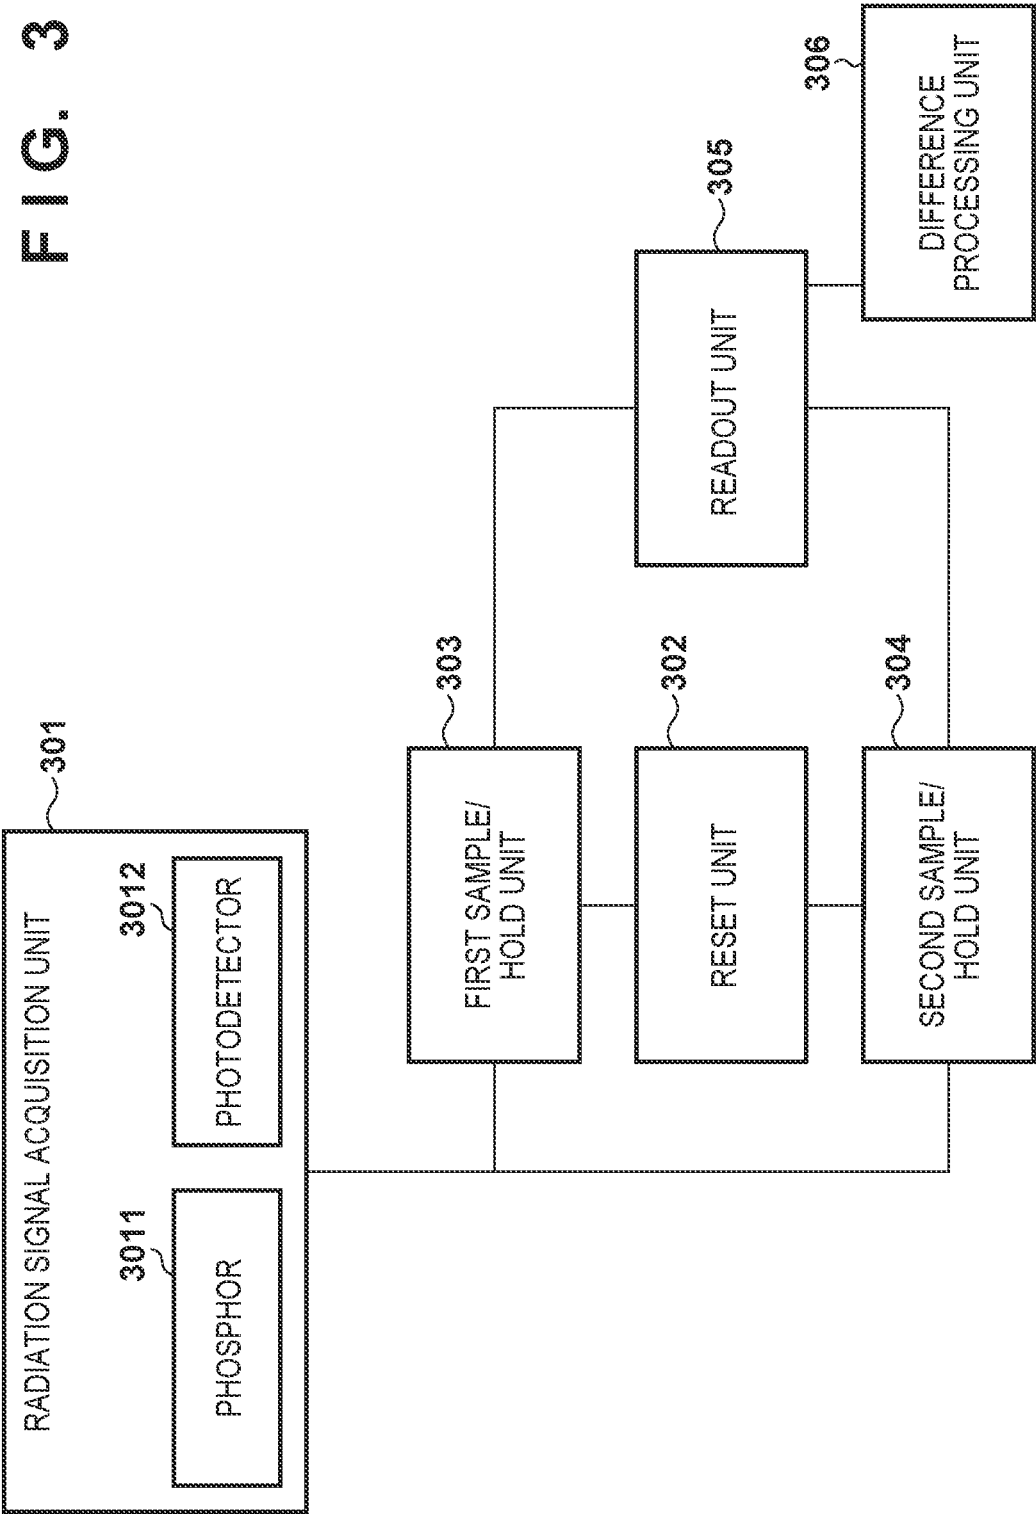 FIG. 3
301
RADIATION SIGNAL ACQUISITION UNIT
3011
PHOSPHOR
3012
PHOTODETECTOR
303
FIRST SAMPLE/
HOLD UNIT
302
RESET UNIT
304
SECOND SAMPLE/
HOLD UNIT
305
READOUT UNIT
306
DIFFERENCE
PROCESSING UNIT